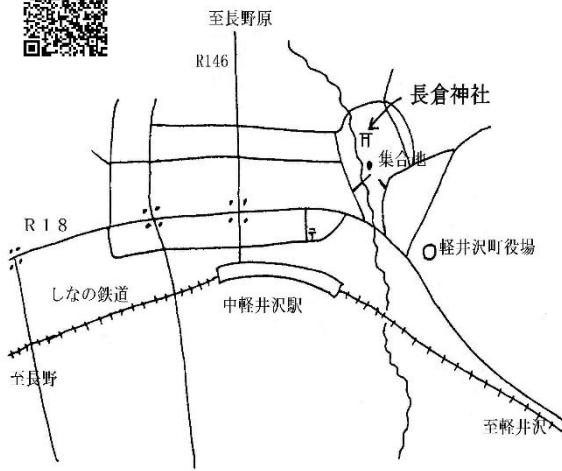 至長野原
R146
長倉神社
集合地
R18
軽井沢町役場
しなの鉄道
中軽井沢駅
至長野
至軽井沢